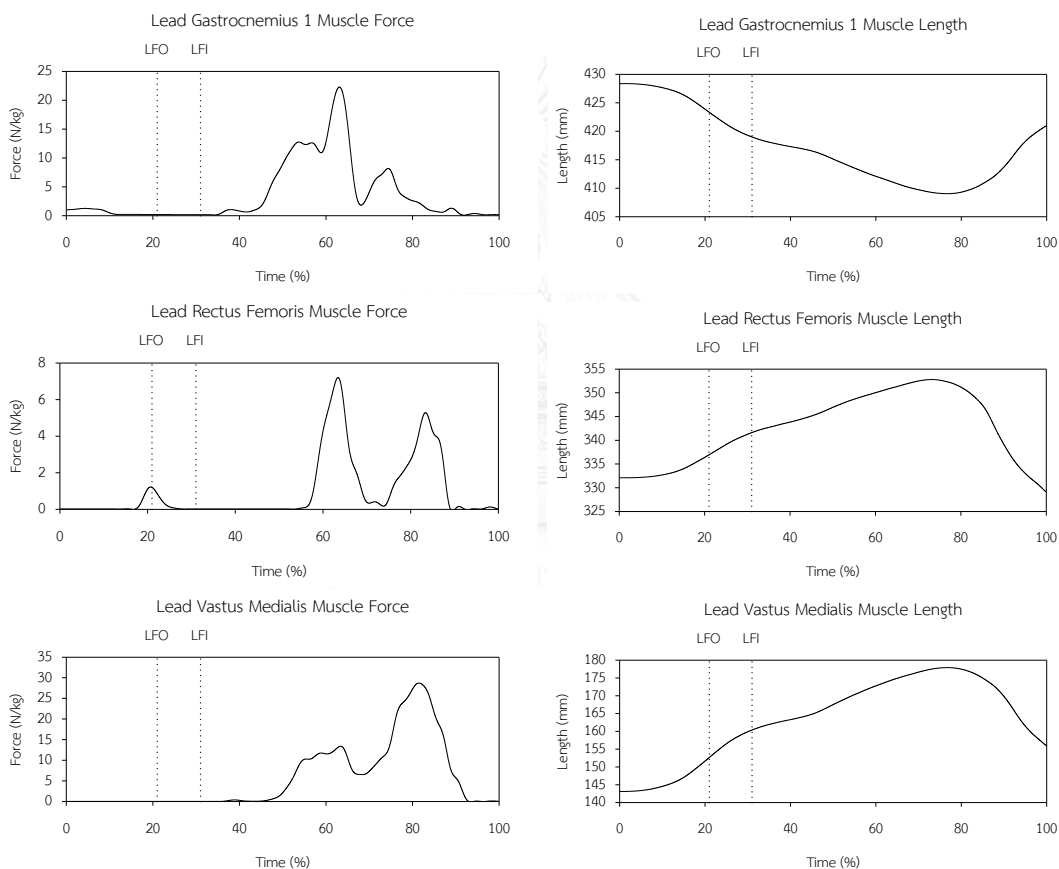 Lead Gastrocnemius 1 Muscle Force
LFO LFI
25
20
15
10
5
0
Force (N/kg)
0 20 40 60 80 100
Time (%)
Lead Gastrocnemius 1 Muscle Length
LFO LFI
430
425
420
415
410
405
Length (mm)
0 20 40 60 80 100
Time (%)
Lead Rectus Femoris Muscle Force
LFO LFI
8
6
4
2
0
Force (N/kg)
0 20 40 60 80 100
Time (%)
Lead Rectus Femoris Muscle Length
LFO LFI
355
350
345
340
335
330
325
Length (mm)
0 20 40 60 80 100
Time (%)
Lead Vastus Medialis Muscle Force
LFO LFI
35
30
25
20
15
10
5
0
Force (N/kg)
0 20 40 60 80 100
Time (%)
Lead Vastus Medialis Muscle Length
LFO LFI
180
175
170
165
160
155
150
145
140
Length (mm)
0 20 40 60 80 100
Time (%)